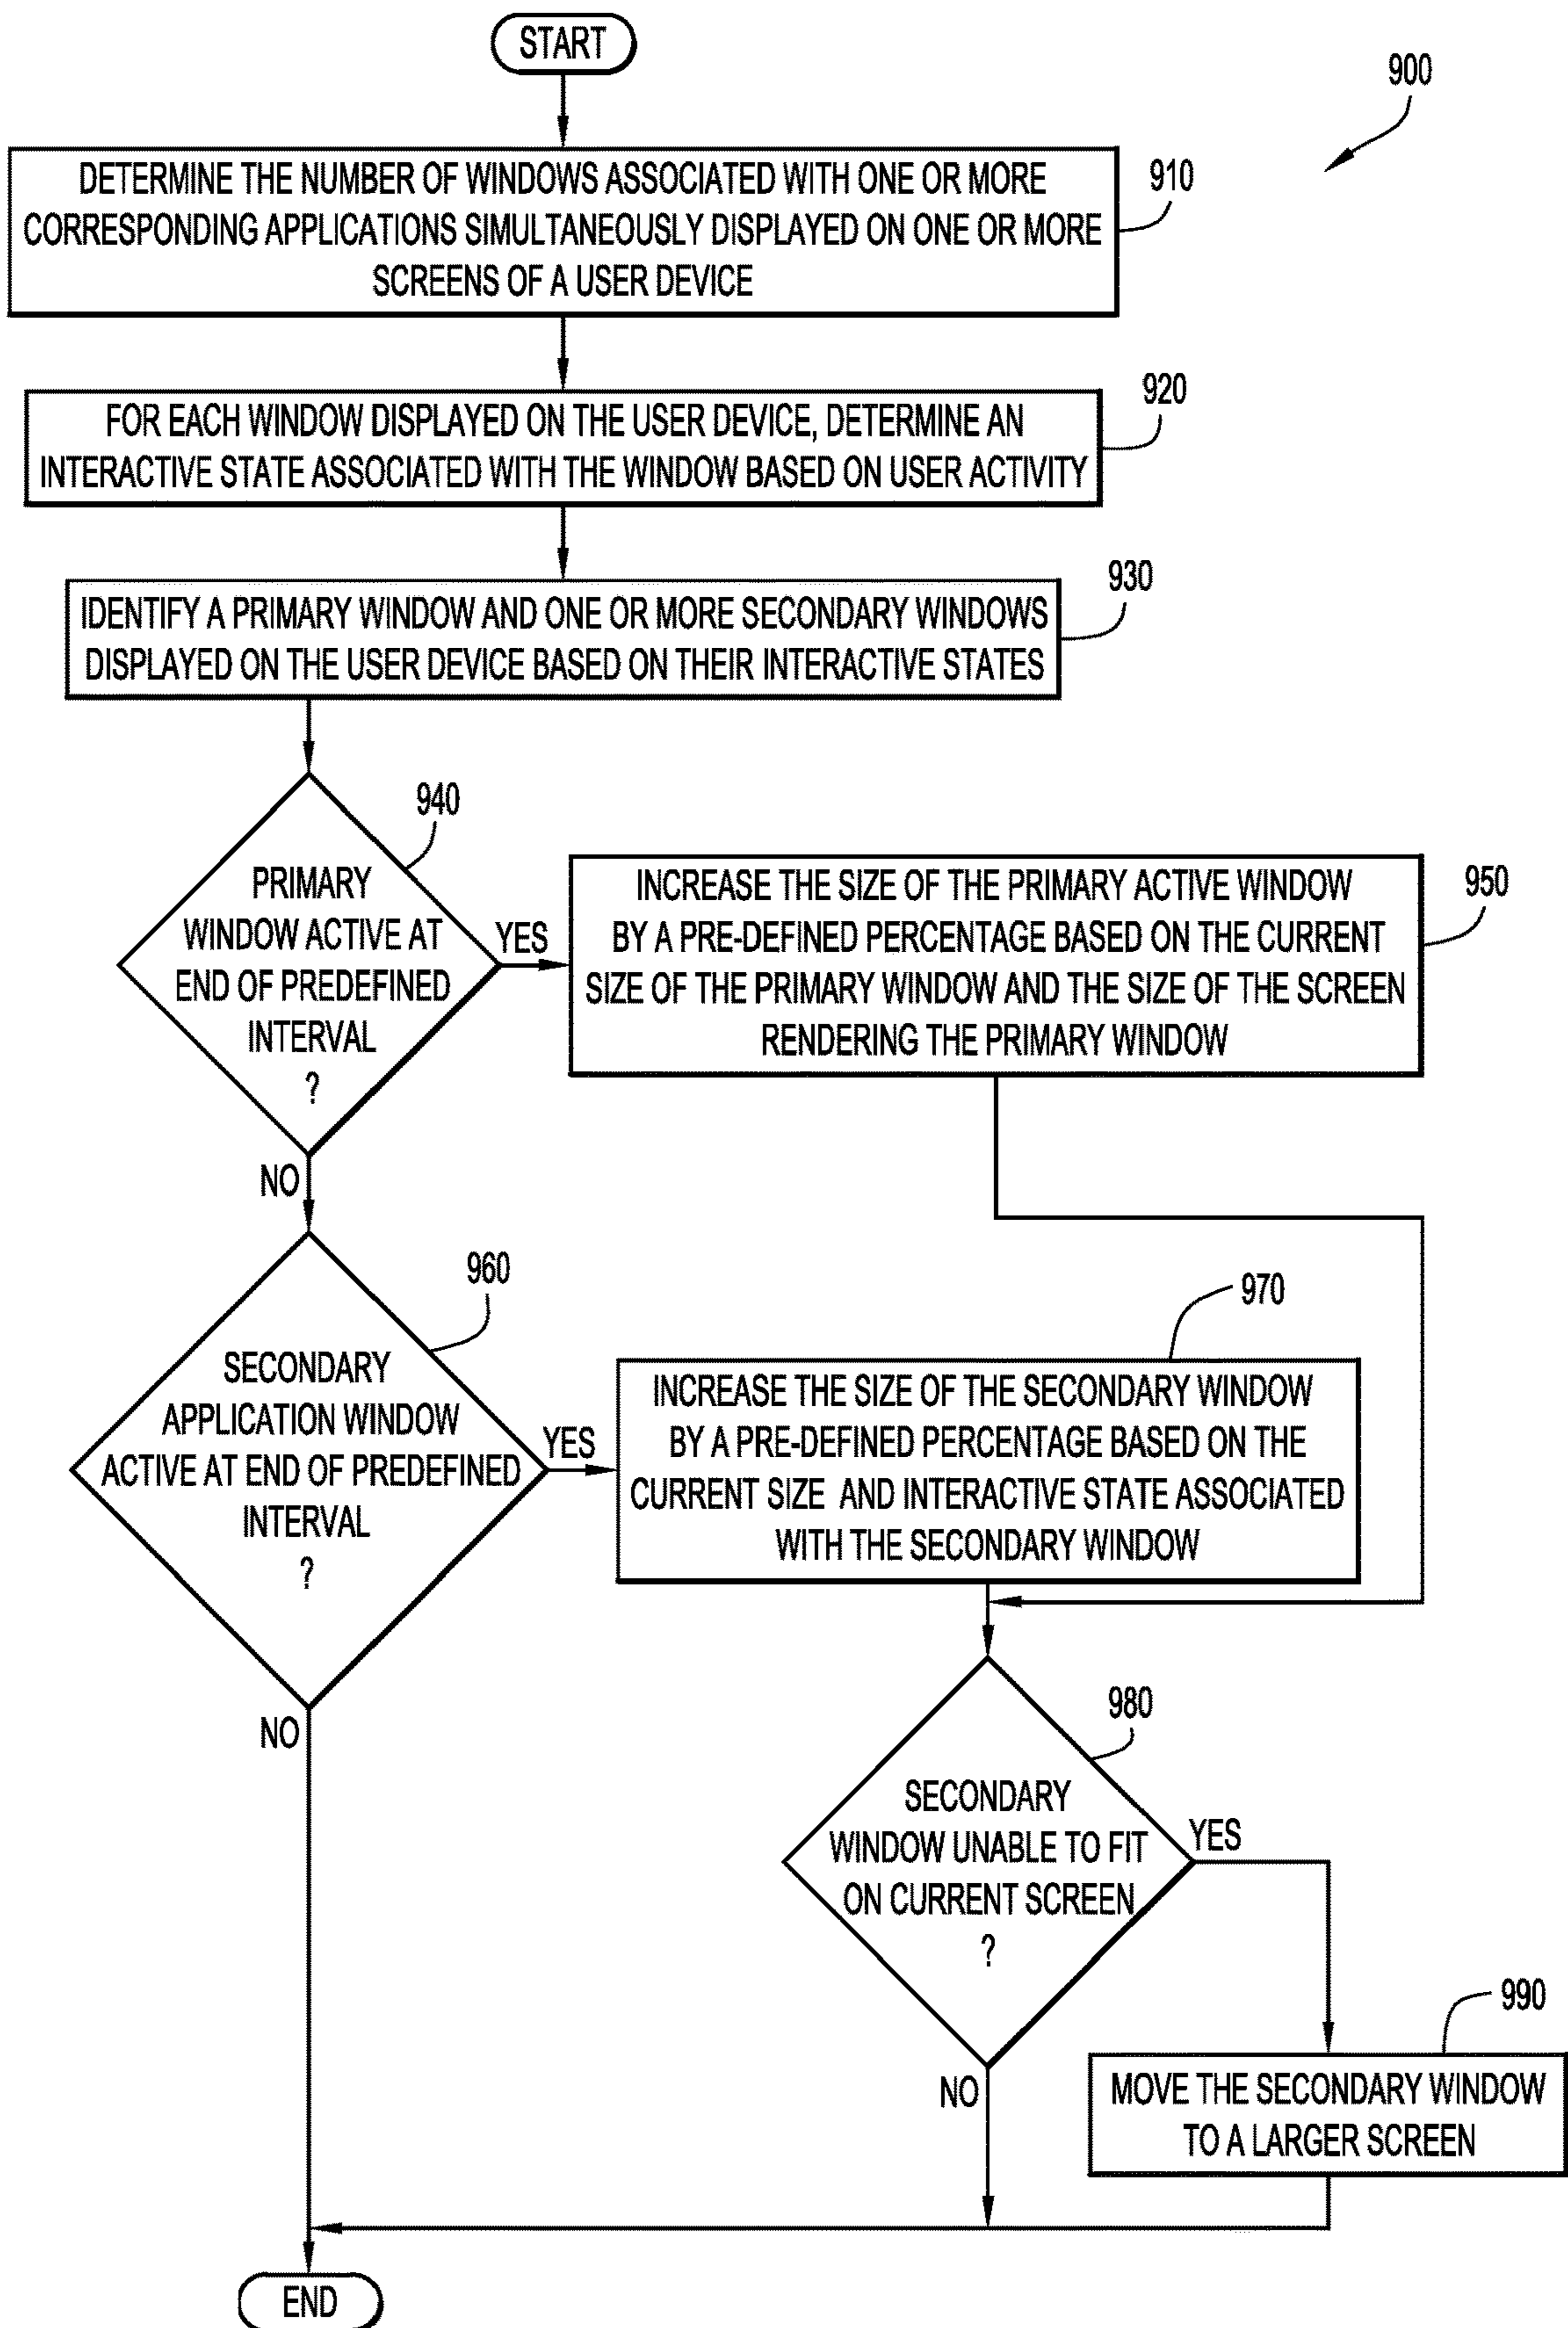 START
900
DETERMINE THE NUMBER OF WINDOWS ASSOCIATED WITH ONE OR MORE
CORRESPONDING APPLICATIONS SIMULTANEOUSLY DISPLAYED ON ONE OR MORE
SCREENS OF A USER DEVICE
910
FOR EACH WINDOW DISPLAYED ON THE USER DEVICE, DETERMINE AN
INTERACTIVE STATE ASSOCIATED WITH THE WINDOW BASED ON USER ACTIVITY
920
IDENTIFY A PRIMARY WINDOW AND ONE OR MORE SECONDARY WINDOWS
DISPLAYED ON THE USER DEVICE BASED ON THEIR INTERACTIVE STATES
930
940
PRIMARY
WINDOW ACTIVE AT
END OF PREDEFINED
INTERVAL
?
YES
NO
INCREASE THE SIZE OF THE PRIMARY ACTIVE WINDOW
BY A PRE-DEFINED PERCENTAGE BASED ON THE CURRENT
SIZE OF THE PRIMARY WINDOW AND THE SIZE OF THE SCREEN
RENDERING THE PRIMARY WINDOW
950
960
SECONDARY
APPLICATION WINDOW
ACTIVE AT END OF PREDEFINED
INTERVAL
?
YES
NO
970
INCREASE THE SIZE OF THE SECONDARY WINDOW
BY A PRE-DEFINED PERCENTAGE BASED ON THE
CURRENT SIZE AND INTERACTIVE STATE ASSOCIATED
WITH THE SECONDARY WINDOW
980
SECONDARY
WINDOW UNABLE TO FIT
ON CURRENT SCREEN
?
YES
NO
990
MOVE THE SECONDARY WINDOW
TO A LARGER SCREEN
END